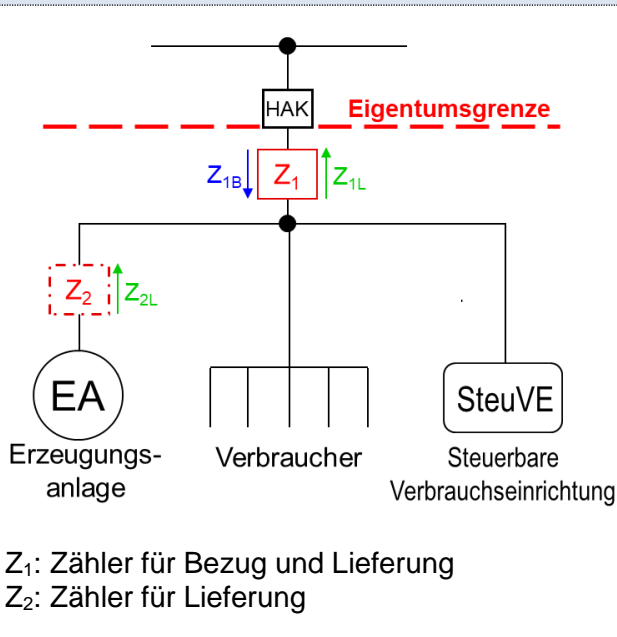 HAK
Eigentumsgrenze
Z1B
Z1
Z1L
Z2
Z2L
EA
SteuVE
Erzeugungs-
anlage
Verbraucher
Steuerbare
Verbrauchseinrichtung
Z1: Zähler für Bezug und Lieferung
Z2: Zähler für Lieferung